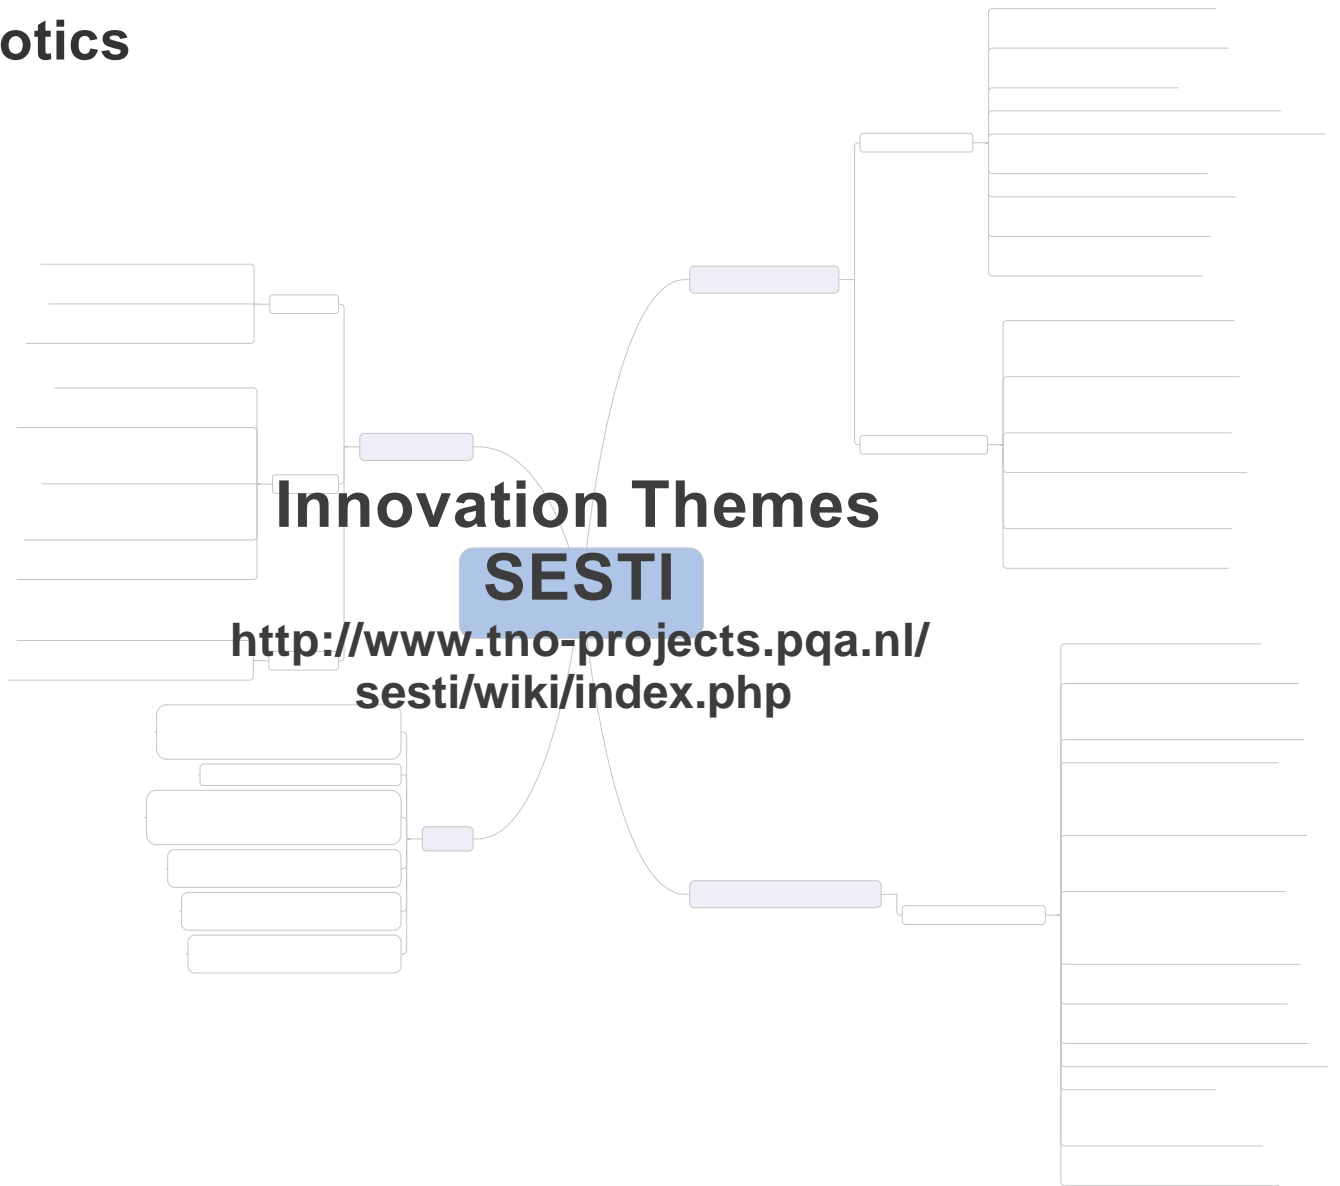 otics
Innovation Themes
SESTI
http://www.tno-projects.pqa.nl/
sesti/wiki/index.php